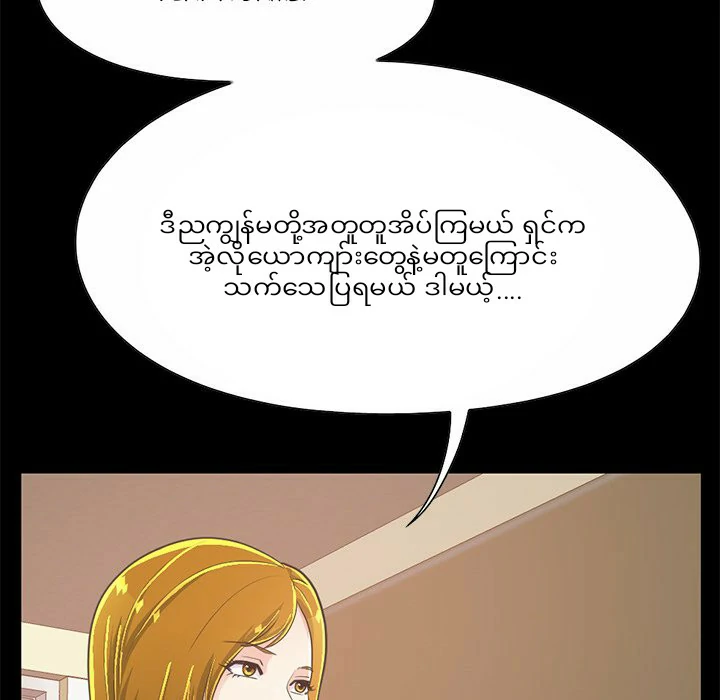 ဒီညကျွန်မတို့အတူတူအိပ်ကြမယ် ရှင်က
အဲ့လိုယောကျာ်းတွေနဲ့မတူကြောင်း
သက်သေပြရမယ် ဒါမယ့်....